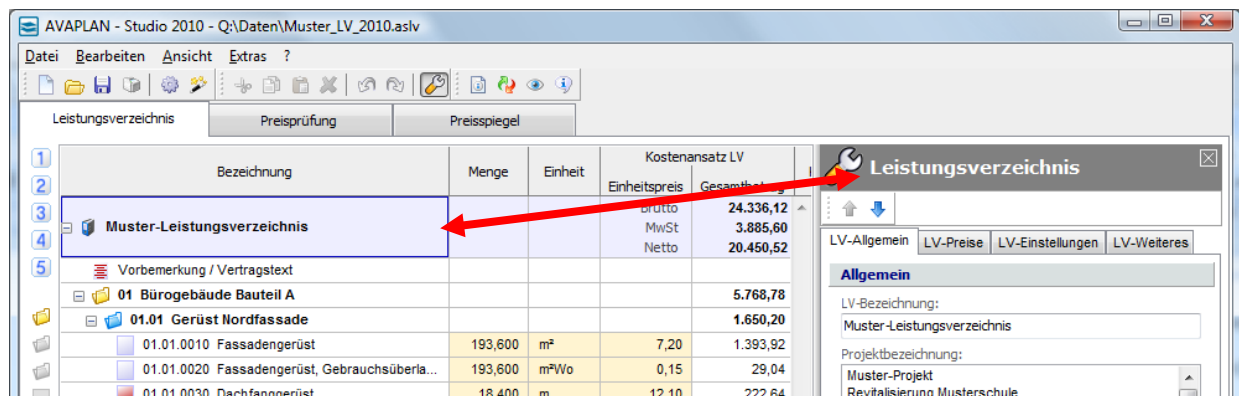 AVAPLAN - Studio 2010 - Q:\Daten\Muster_LV_2010.aslv
Datei Bearbeiten Ansicht Extras ?
Leistungsverzeichnis Preisprüfung Preisspiegel
1
2
3
4
5
Bezeichnung Menge Einheit Kostenansatz LV
Einheitspreis Gesamtbetrag
Muster-Leistungsverzeichnis
Brutto 24.336,12
MwSt 3.885,60
Netto 20.450,52
Vorbemerkung / Vertragstext
01 Bürogebäude Bauteil A 5.768,78
01.01 Gerüst Nordfassade 1.650,20
01.01.0010 Fassadengerüst 193,600 m² 7,20 1.393,92
01.01.0020 Fassadengerüst, Gebrauchsüberla... 193,600 m²Wo 0,15 29,04
01.01.0030 Dachfanggerüst 18,400 m 12,10 222,64
Leistungsverzeichnis
LV-Allgemein LV-Preise LV-Einstellungen LV-Weiteres
Allgemein
LV-Bezeichnung:
Muster-Leistungsverzeichnis
Projektbezeichnung:
Muster-Projekt
Revitalisierung Musterschule